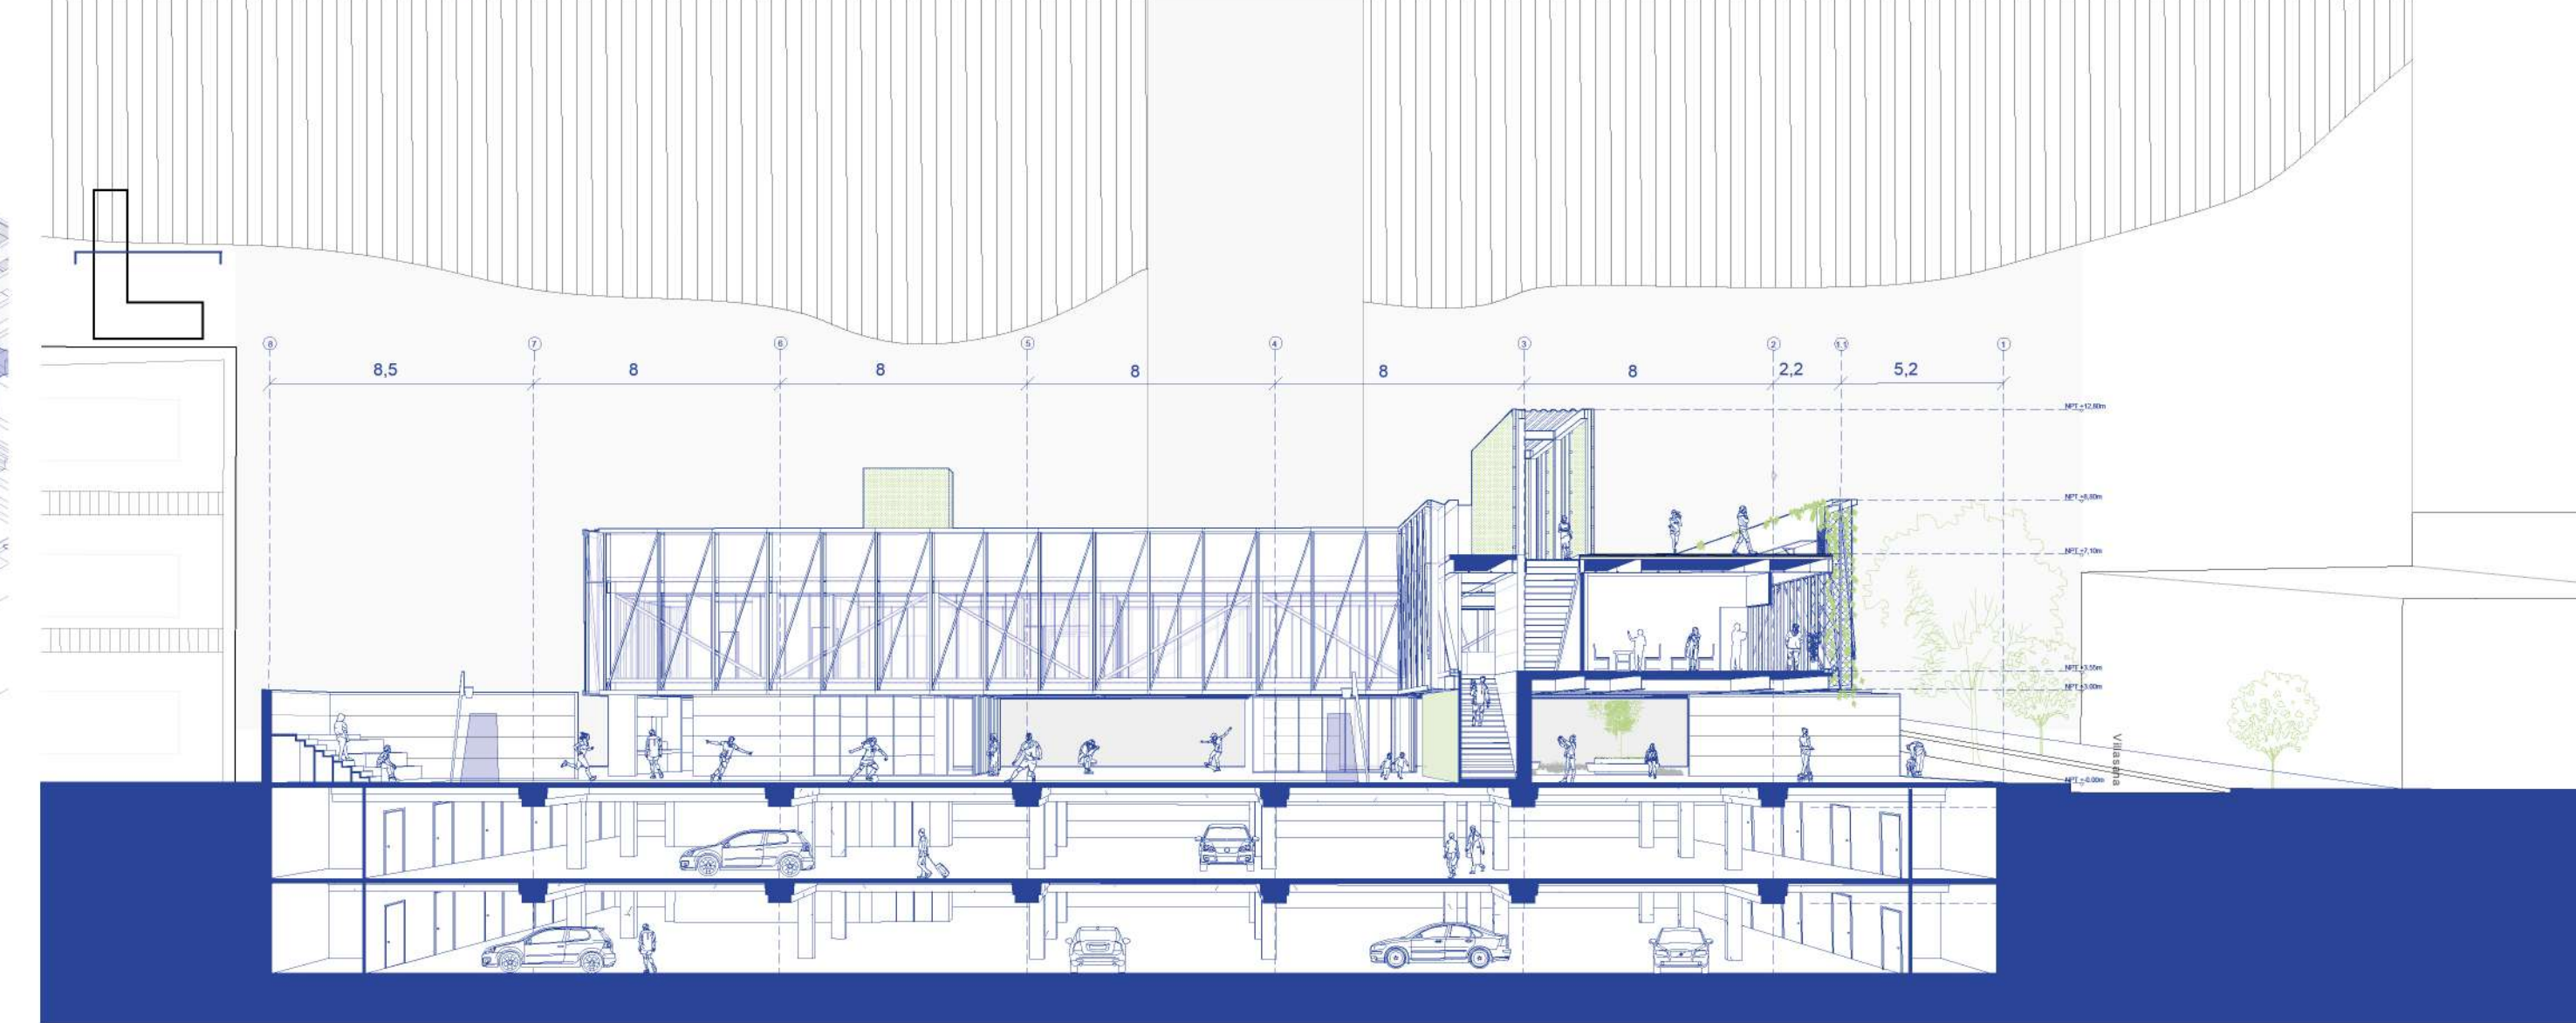 8 7 6 5 4 3 2 1.1 1
8,5 8 8 8 8 8 2,2 5,2
NPT +12,80m
NPT +8,80m
NPT +7,10m
NPT +3.55m
NPT +3.00m
NPT +-0.00m
Villasana